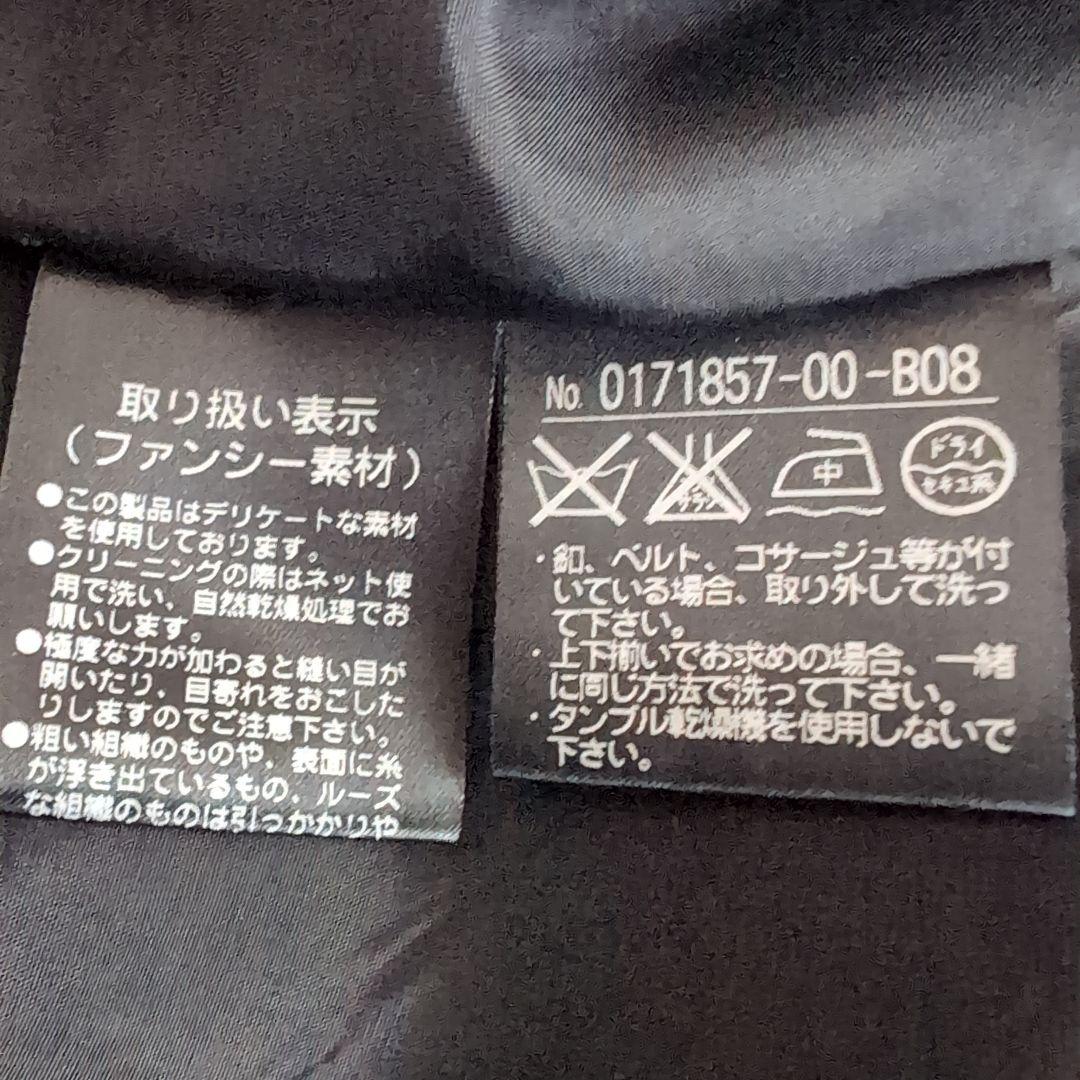 取り扱い表示
(ファンシー素材)
●この製品はデリケートな素材
を使用しております。
●クリーニングの際はネット使
用で洗い、自然乾燥処理でお
願いします。
●極度な力が加わると縫い目が
開いたり、目寄れをおこした
りしますのでご注意下さい。
●粗い組織のものや、表面に糸
が浮き出ているもの、ルーズ
な組織のものは引っかかりや
No. 0171857-00-B08
エンソ
サラシ
中
ドライ
セキユ系
・釦、ベルト、コサージュ等が付
いている場合、取り外して洗っ
て下さい。
・上下揃いでお求めの場合、一緒
に同じ方法で洗って下さい。
・タンブル乾燥機を使用しないで
下さい。